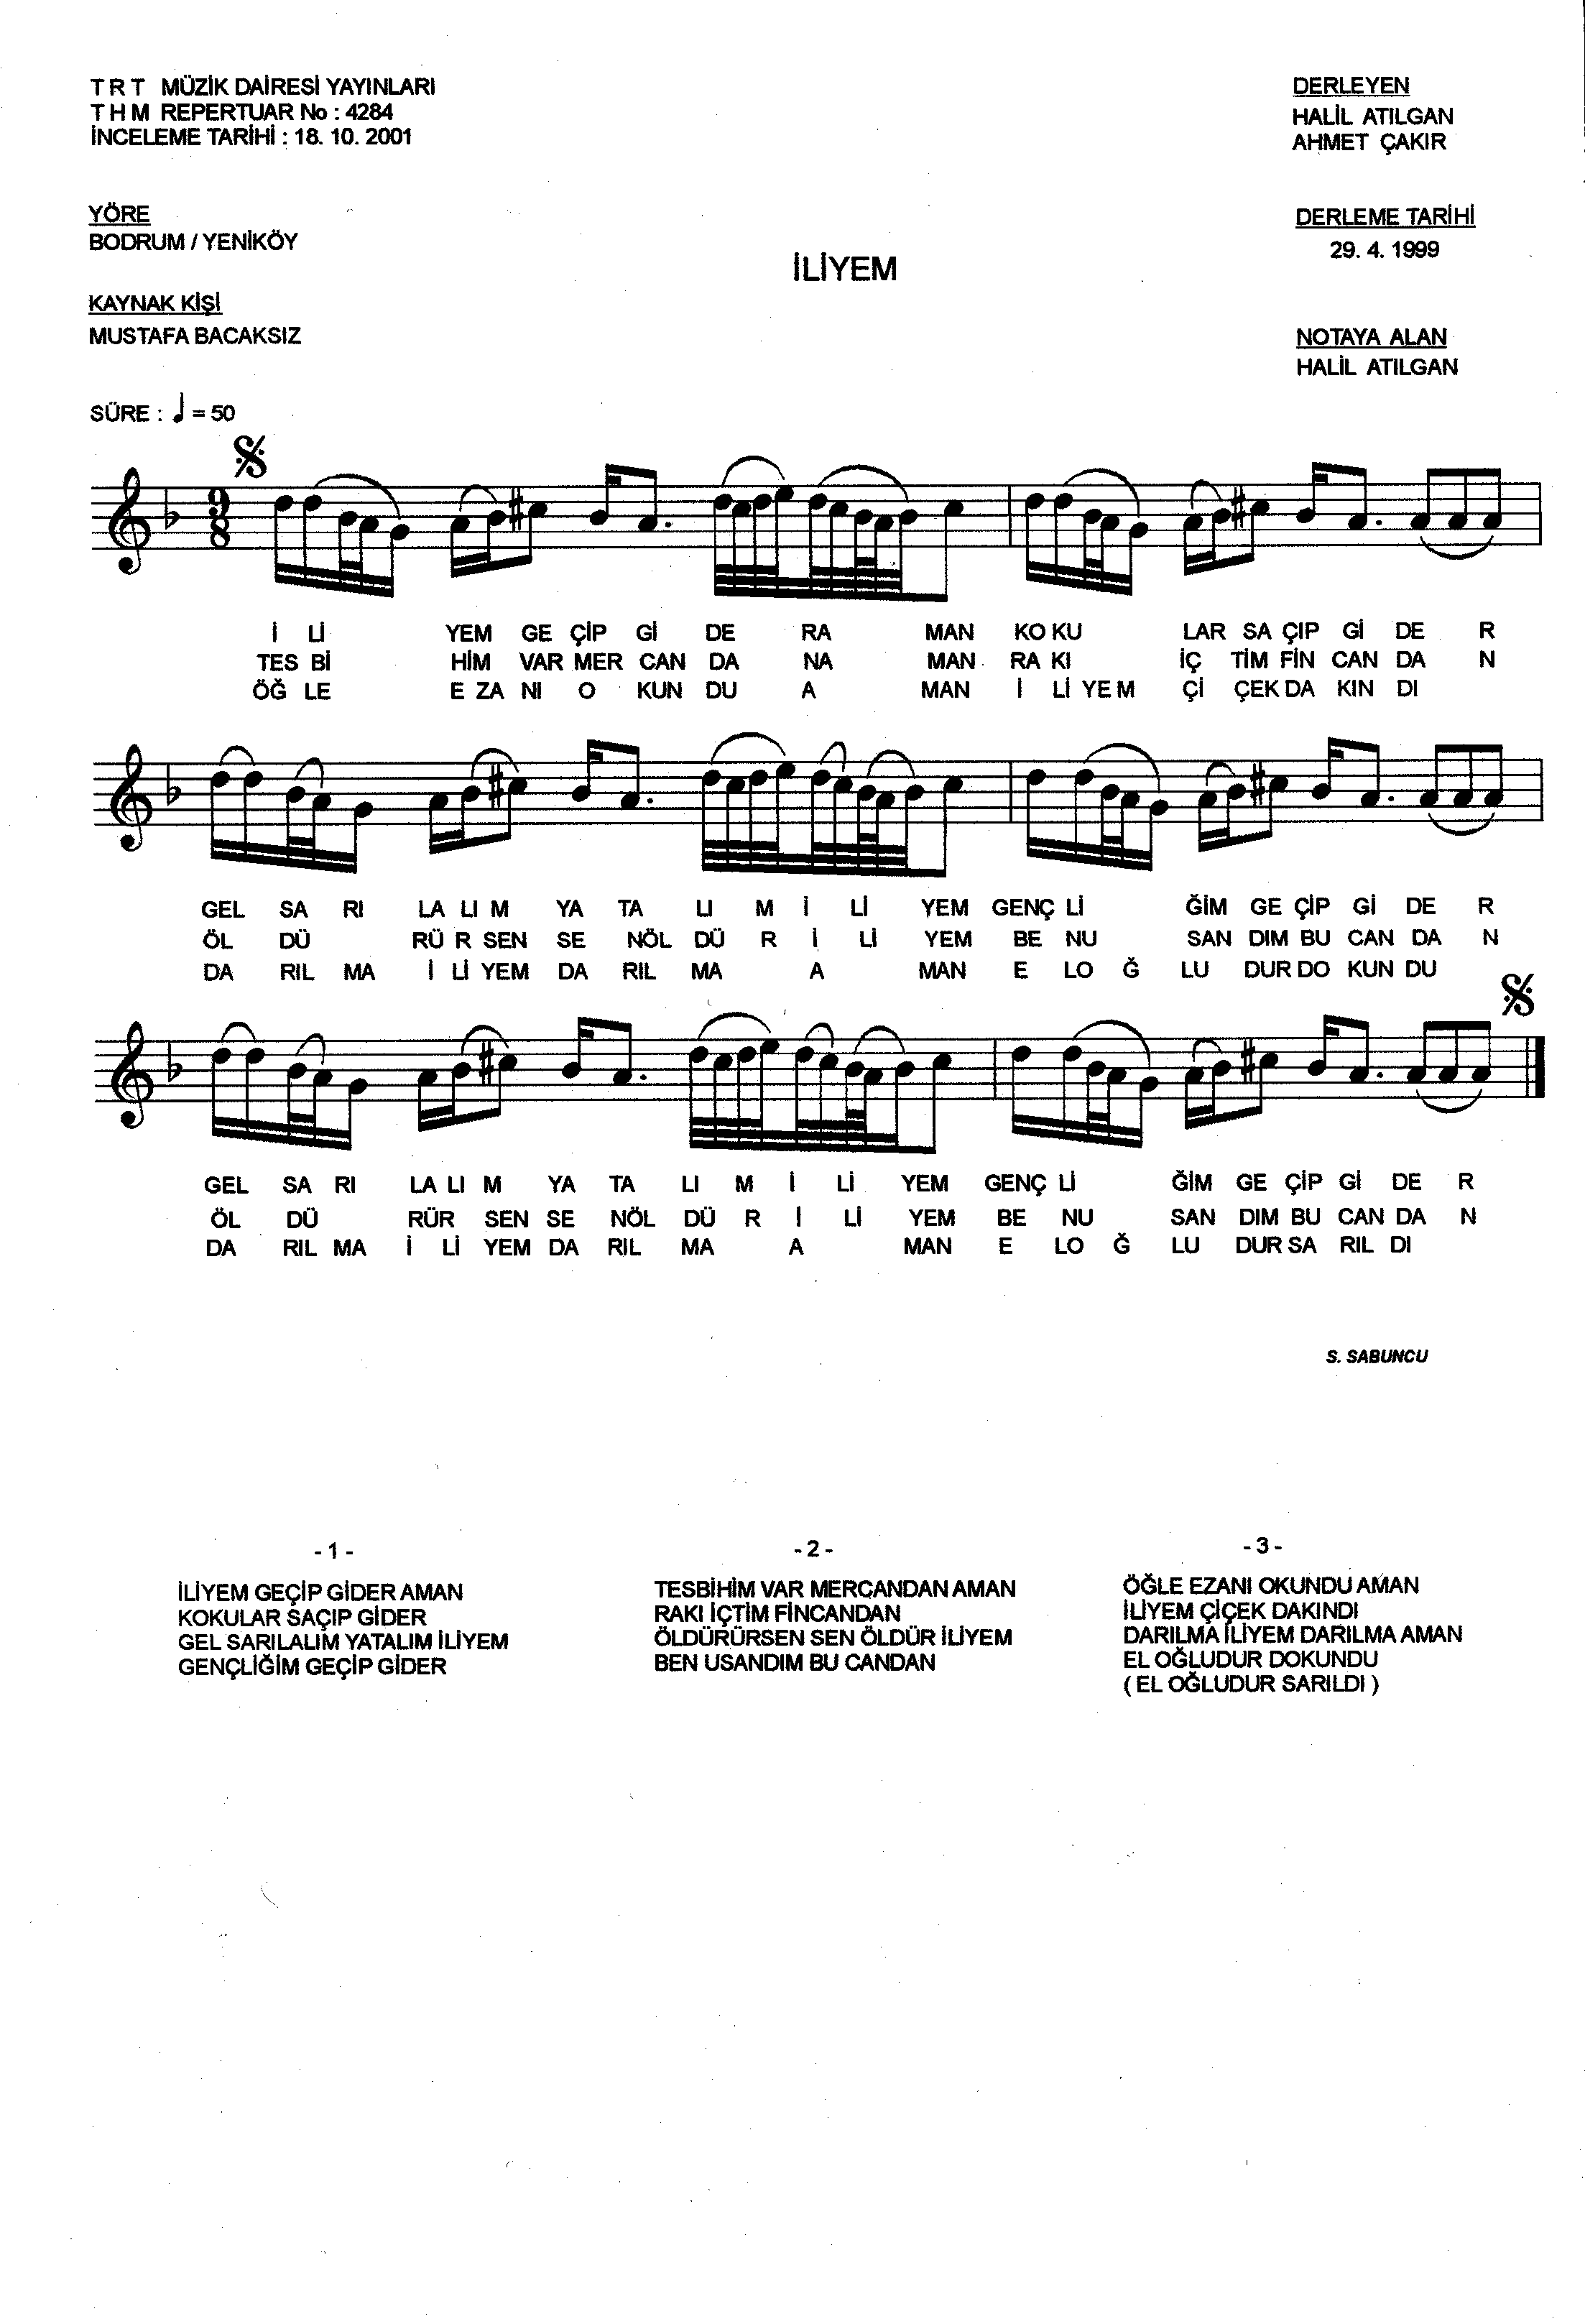 T R T MÜZİK DAİRESİ YAYINLARI
T H M REPERTUAR No : 4284
İNCELEME TARİHİ : 18. 10. 2001
DERLEYEN
HALİL ATILGAN
AHMET ÇAKIR
YÖRE
BODRUM / YENİKÖY
DERLEME TARİHİ
29. 4. 1999
İLİYEM
KAYNAK KİŞİ
MUSTAFA BACAKSIZ
NOTAYA ALAN
HALİL ATILGAN
SÜRE : ♩ = 50
9
8
İ Lİ YEM GE ÇİP Gİ DE RA MAN KO KU LAR SA ÇIP Gİ DE R
TES Bİ HİM VAR MER CAN DA NA MAN RA KI İÇ TİM FİN CAN DA N
ÖĞ LE E ZA NI O KUN DU A MAN İ Lİ YE M Çİ ÇEK DA KIN DI
GEL SA RI LA LI M YA TA LI M İ Lİ YEM GENÇ Lİ ĞİM GE ÇİP Gİ DE R
ÖL DÜ RÜ R SEN SE NÖL DÜ R İ Lİ YEM BE NU SAN DIM BU CAN DA N
DA RIL MA İ Lİ YEM DA RIL MA A MAN E LO Ğ LU DUR DO KUN DU
GEL SA RI LA LI M YA TA LI M İ Lİ YEM GENÇ Lİ ĞİM GE ÇİP Gİ DE R
ÖL DÜ RÜR SEN SE NÖL DÜ R İ Lİ YEM BE NU SAN DIM BU CAN DA N
DA RIL MA İ Lİ YEM DA RIL MA A MAN E LO Ğ LU DUR SA RIL DI
S. SABUNCU
- 1 -
İLİYEM GEÇİP GİDER AMAN
KOKULAR SAÇIP GİDER
GEL SARILALIM YATALIM İLİYEM
GENÇLİĞİM GEÇİP GİDER
- 2 -
TESBİHİM VAR MERCANDAN AMAN
RAKI İÇTİM FİNCANDAN
ÖLDÜRÜRSEN SEN ÖLDÜR İLİYEM
BEN USANDIM BU CANDAN
- 3 -
ÖĞLE EZANI OKUNDU AMAN
İLİYEM ÇİÇEK DAKINDI
DARILMA İLİYEM DARILMA AMAN
EL OĞLUDUR DOKUNDU
( EL OĞLUDUR SARILDI )